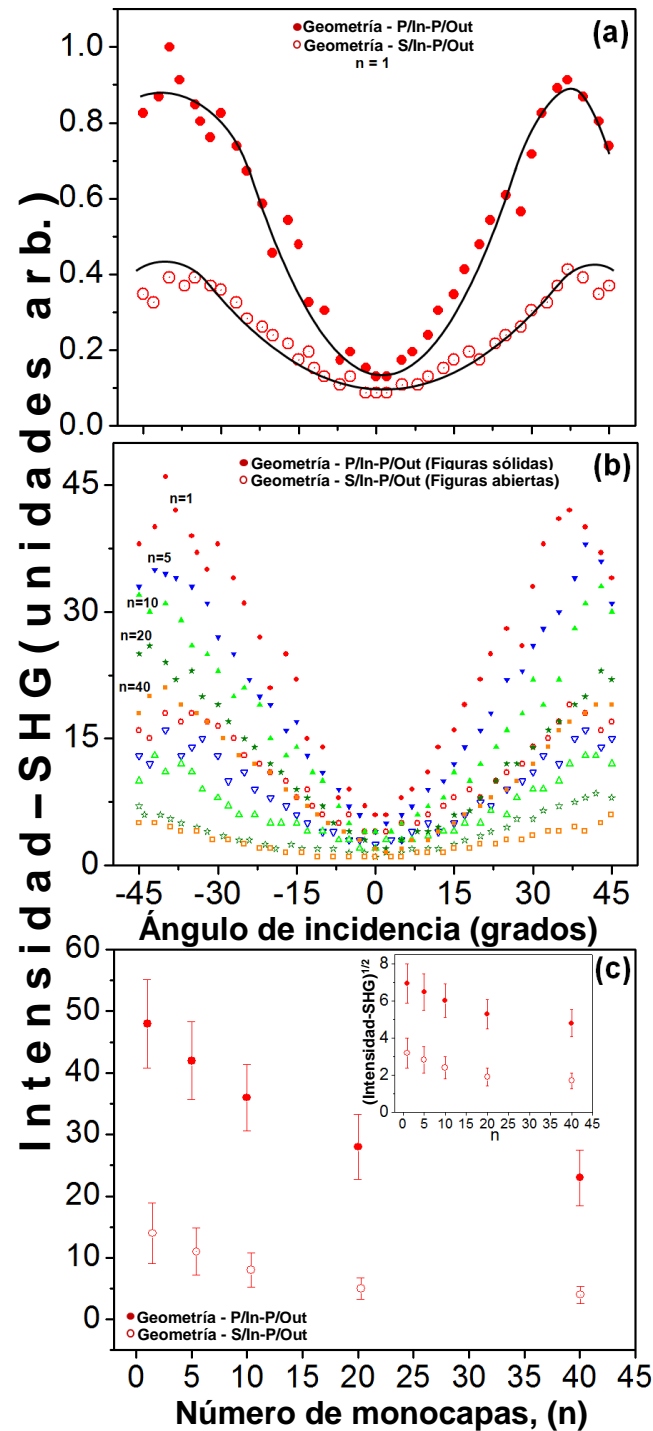 Intensidad-SHG(unidades arb.)
Geometría - P/In-P/Out
Geometría - S/In-P/Out
n = 1
(a)
1.0
0.8
0.6
0.4
0.2
0.0
Geometría - P/In-P/Out (Figuras sólidas)
Geometría - S/In-P/Out (Figuras abiertas)
(b)
n=1
n=5
n=10
n=20
n=40
45
30
15
0
-45 -30 -15 0 15 30 45
Ángulo de incidencia (grados)
(c)
60
50
40
30
20
10
0
(Intensidad-SHG)1/2
8
6
4
2
0
0 5 10 15 20 25 30 35 40 45
n
Geometría - P/In-P/Out
Geometría - S/In-P/Out
0 5 10 15 20 25 30 35 40 45
Número de monocapas, (n)